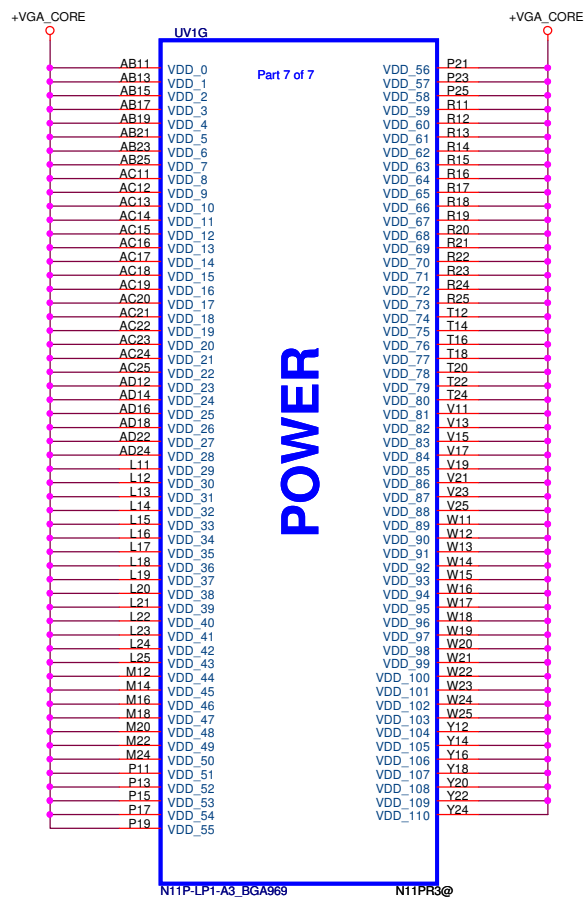 +VGA_CORE +VGA_CORE
UV1G
Part 7 of 7
AB11 VDD_0 VDD_56 P21
AB13 VDD_1 VDD_57 P23
AB15 VDD_2 VDD_58 P25
AB17 VDD_3 VDD_59 R11
AB19 VDD_4 VDD_60 R12
AB21 VDD_5 VDD_61 R13
AB23 VDD_6 VDD_62 R14
AB25 VDD_7 VDD_63 R15
AC11 VDD_8 VDD_64 R16
AC12 VDD_9 VDD_65 R17
AC13 VDD_10 VDD_66 R18
AC14 VDD_11 VDD_67 R19
AC15 VDD_12 VDD_68 R20
AC16 VDD_13 VDD_69 R21
AC17 VDD_14 VDD_70 R22
AC18 VDD_15 VDD_71 R23
AC19 VDD_16 VDD_72 R24
AC20 VDD_17 VDD_73 R25
AC21 VDD_18 VDD_74 T12
AC22 VDD_19 VDD_75 T14
AC23 VDD_20 VDD_76 T16
AC24 VDD_21 VDD_77 T18
AC25 VDD_22 VDD_78 T20
AD12 VDD_23 VDD_79 T22
AD14 VDD_24 VDD_80 T24
AD16 VDD_25 VDD_81 V11
AD18 VDD_26 VDD_82 V13
AD22 VDD_27 VDD_83 V15
AD24 VDD_28 VDD_84 V17
L11 VDD_29 VDD_85 V19
L12 VDD_30 VDD_86 V21
L13 VDD_31 VDD_87 V23
L14 VDD_32 VDD_88 V25
L15 VDD_33 VDD_89 W11
L16 VDD_34 VDD_90 W12
L17 VDD_35 VDD_91 W13
L18 VDD_36 VDD_92 W14
L19 VDD_37 VDD_93 W15
L20 VDD_38 VDD_94 W16
L21 VDD_39 VDD_95 W17
L22 VDD_40 VDD_96 W18
L23 VDD_41 VDD_97 W19
L24 VDD_42 VDD_98 W20
L25 VDD_43 VDD_99 W21
M12 VDD_44 VDD_100 W22
M14 VDD_45 VDD_101 W23
M16 VDD_46 VDD_102 W24
M18 VDD_47 VDD_103 W25
M20 VDD_48 VDD_104 Y12
M22 VDD_49 VDD_105 Y14
M24 VDD_50 VDD_106 Y16
P11 VDD_51 VDD_107 Y18
P13 VDD_52 VDD_108 Y20
P15 VDD_53 VDD_109 Y22
P17 VDD_54 VDD_110 Y24
P19 VDD_55
POWER
N11P-LP1-A3_BGA969 N11PR3@